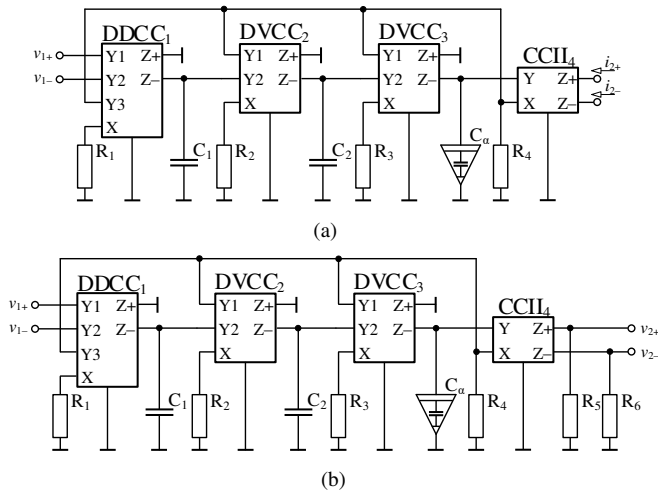 DDCC1 DVCC2 DVCC3 CCII4
v1+ Y1 Z+ Y1 Z+ Y1 Z+ Y Z+ i2+
v1− Y2 Z− Y2 Z− Y2 Z− X Z− i2−
Y3
X X X
R1 C1 R2 C2 R3 Cα R4
(a)
DDCC1 DVCC2 DVCC3 CCII4
v1+ Y1 Z+ Y1 Z+ Y1 Z+ Y Z+ v2+
v1− Y2 Z− Y2 Z− Y2 Z− X Z− v2−
Y3
X X X
R1 C1 R2 C2 R3 Cα R4 R5 R6
(b)